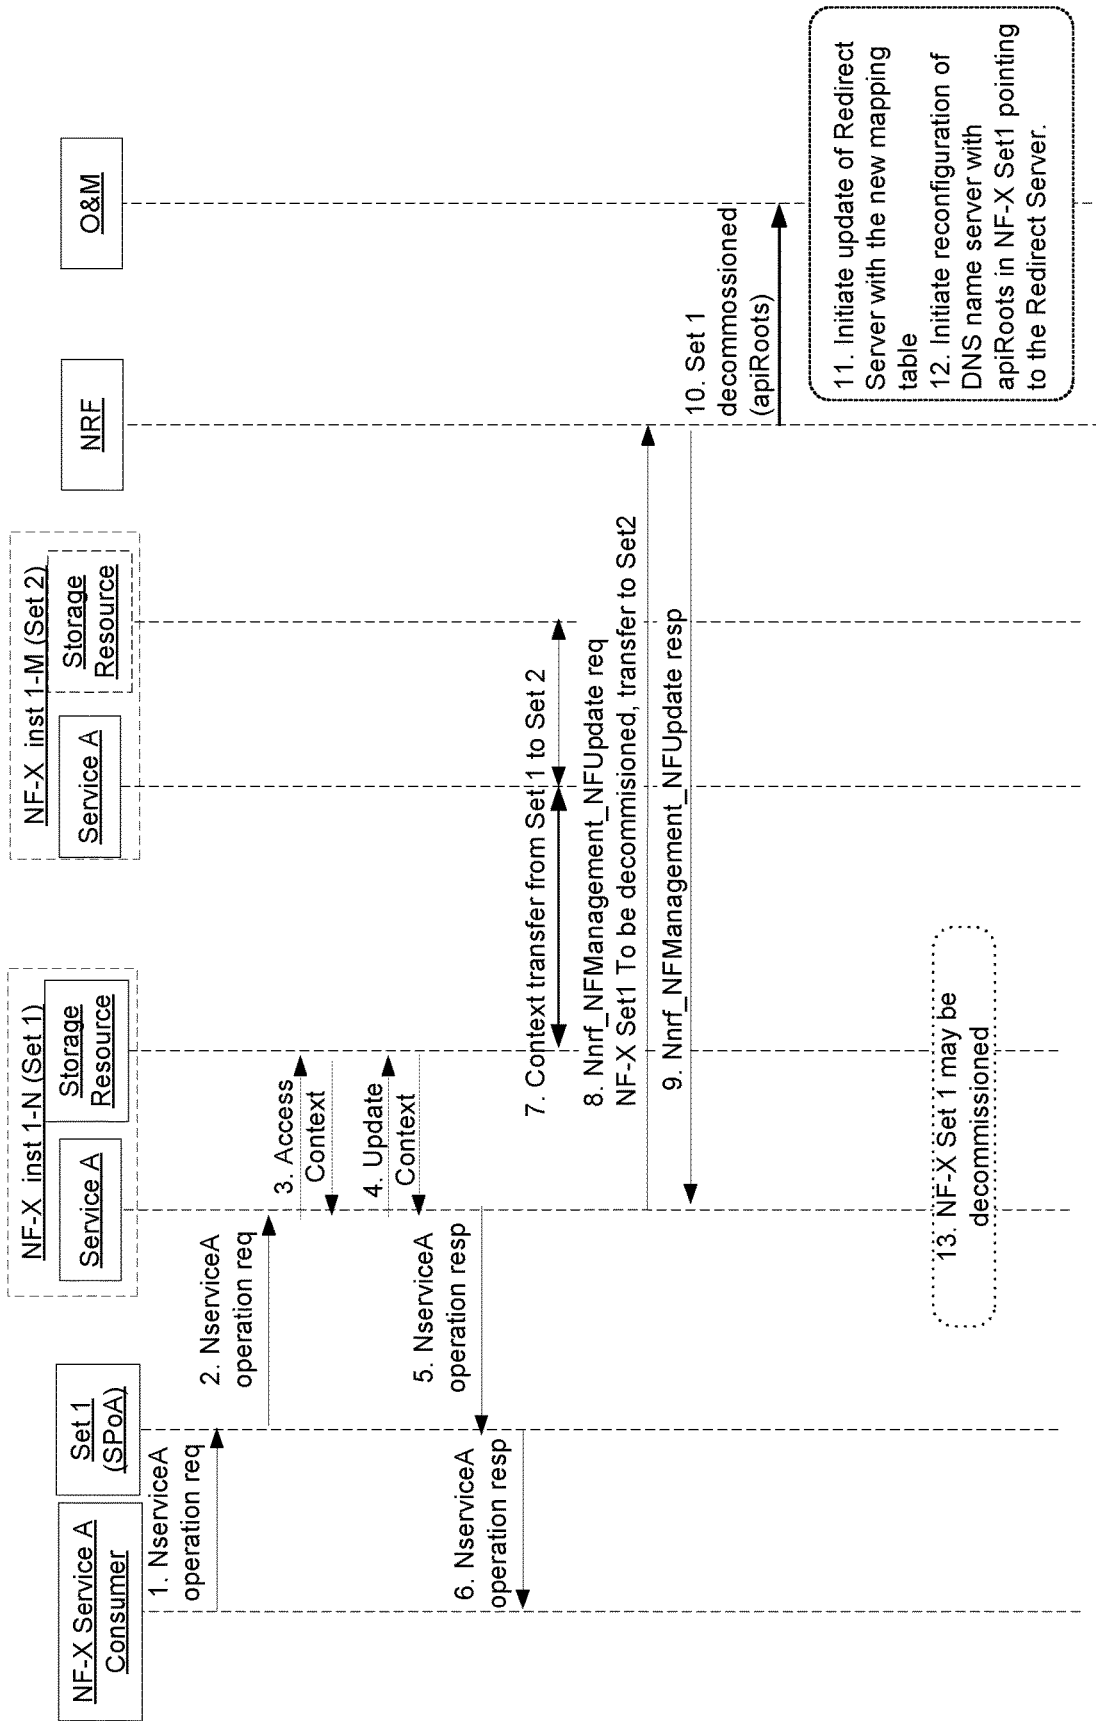 NF-X Service A
Consumer
Set 1
(SPoA)
NF-X inst 1-N (Set 1)
Service A
Storage
Resource
NF-X inst 1-M (Set 2)
Service A
Storage
Resource
NRF
O&M
1. NserviceA
operation req
2. NserviceA
operation req
3. Access
Context
4. Update
Context
5. NserviceA
operation resp
6. NserviceA
operation resp
7. Context transfer from Set 1 to Set 2
8. Nnrf_NFManagement_NFUpdate req
NF-X Set1 To be decommisioned, transfer to Set2
9. Nnrf_NFManagement_NFUpdate resp
10. Set 1
decommossioned
(apiRoots)
11. Initiate update of Redirect
Server with the new mapping
table
12. Initiate reconfiguration of
DNS name server with
apiRoots in NF-X Set1 pointing
to the Redirect Server.
13. NF-X Set 1 may be
decommissioned